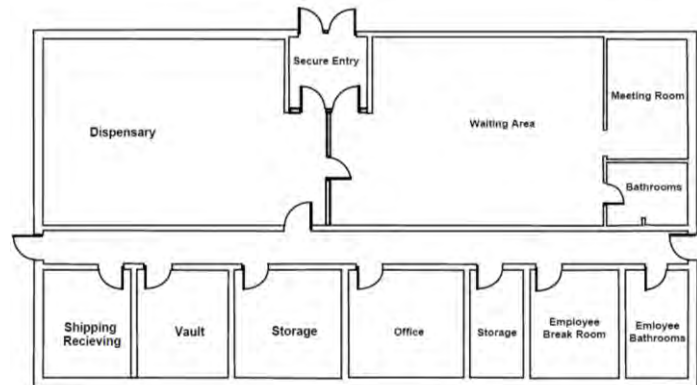 Secure Entry
Meeting Room
Waiting Area
Dispensary
Bathrooms
Shipping
Recieving
Vault
Storage
Office
Storage
Employee
Break Room
Emloyee
Bathrooms